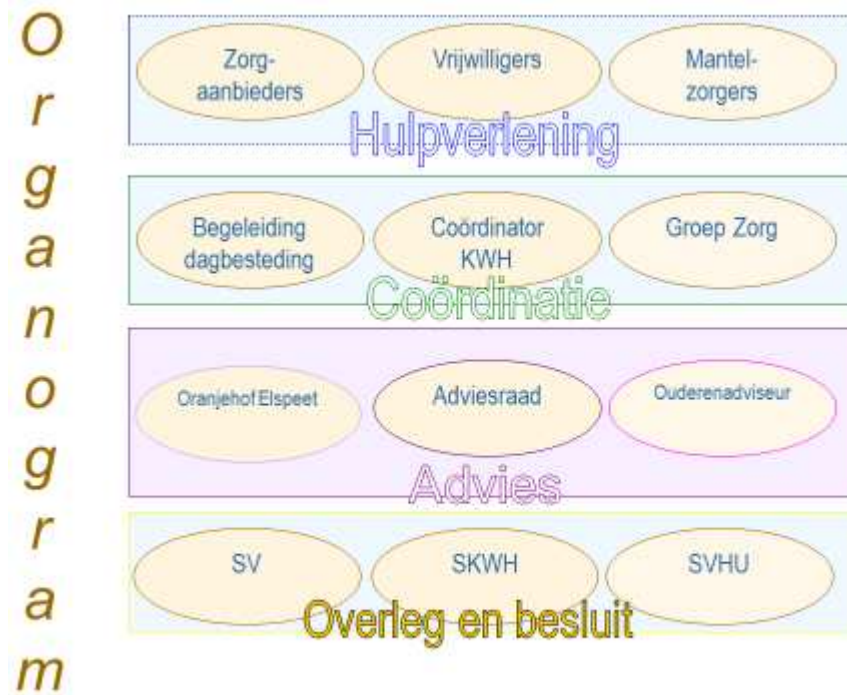 Organogram
Zorg-
aanbieders
Vrijwilligers
Mantel-
zorgers
Hulpverlening
Begeleiding
dagbesteding
Coördinator
KWH
Groep Zorg
Coördinatie
Oranjehof Elspeet
Adviesraad
Ouderenadviseur
Advies
SV
SKWH
SVHU
Overleg en besluit